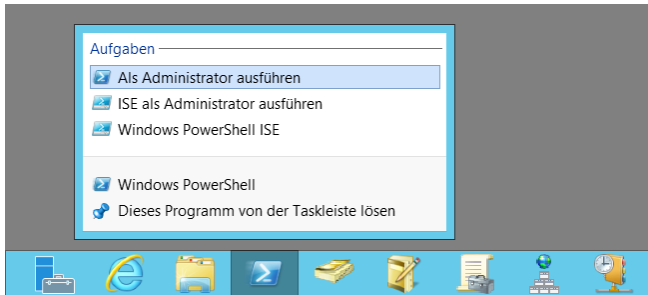 Aufgaben
Als Administrator ausführen
ISE als Administrator ausführen
Windows PowerShell ISE
Windows PowerShell
Dieses Programm von der Taskleiste lösen